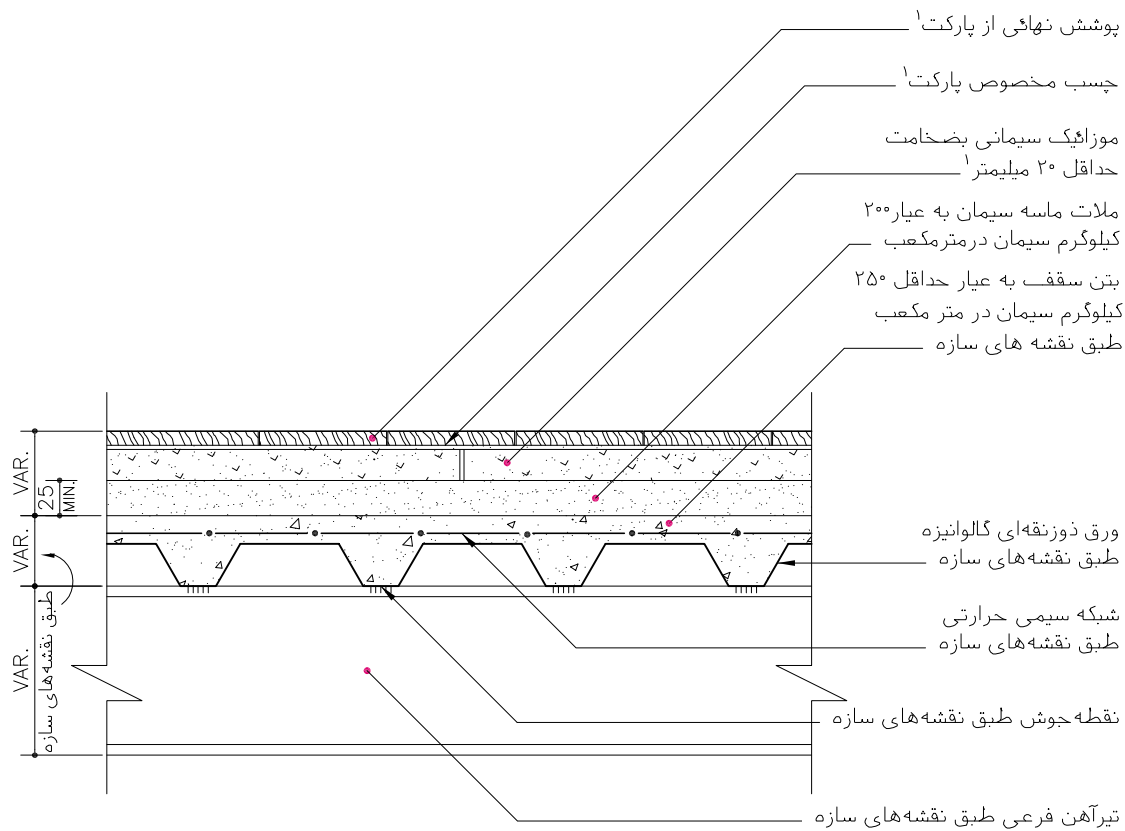 پوشش نهائی از پارکت۱
چسب مخصوص پارکت۱
موزائیک سیمانی بضخامت
حداقل ۲۰ میلیمتر۱
ملات ماسه سیمان به عیار۲۰۰
کیلوگرم سیمان درمترمکعب
بتن سقف به عیار حداقل ۲۵۰
کیلوگرم سیمان در متر مکعب
طبق نقشه های سازه
ورق ذوزنقه‌ای گالوانیزه
طبق نقشه‌های سازه
شبکه سیمی حرارتی
طبق نقشه‌های سازه
نقطه جوش طبق نقشه‌های سازه
تیرآهن فرعی طبق نقشه‌های سازه
VAR.
25
MIN.
VAR.
VAR.
طبق نقشه‌های سازه